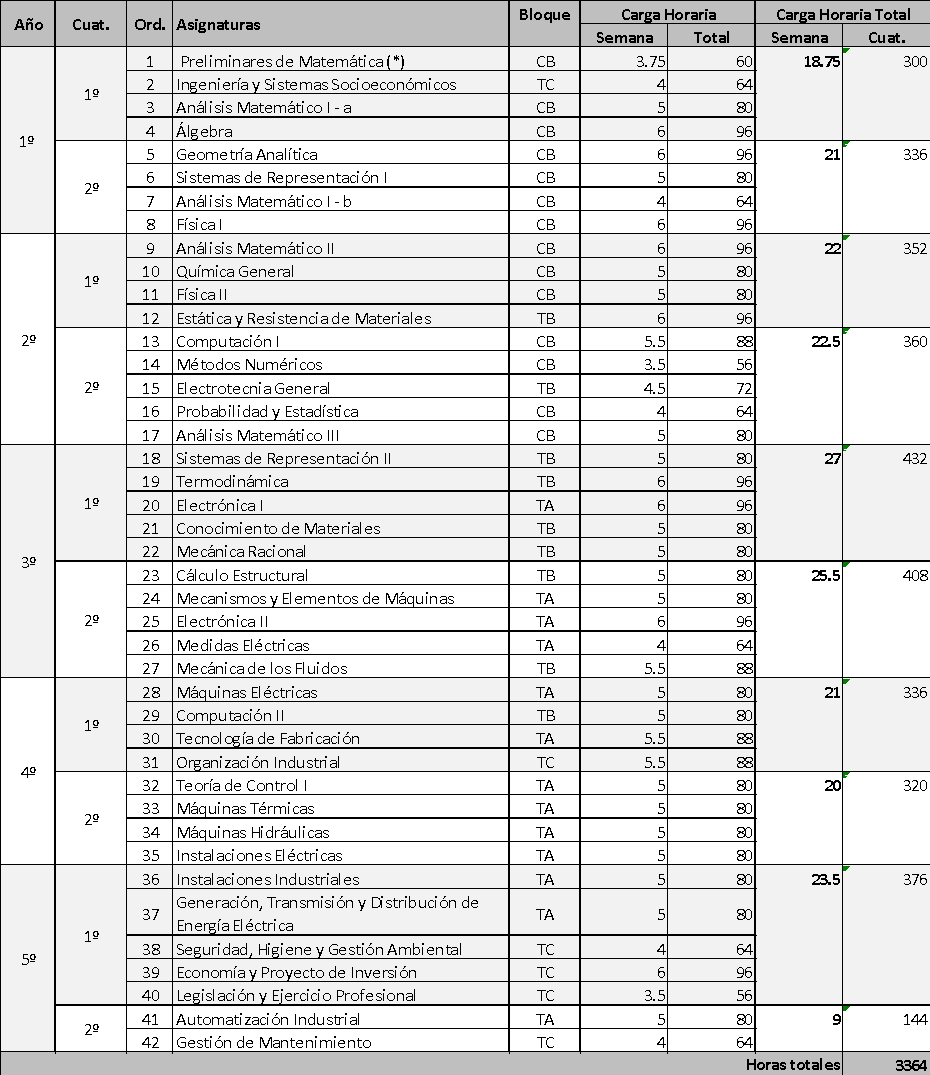 Año Cuat. Ord. Asignaturas Bloque Carga Horaria Carga Horaria Total
Semana Total Semana Cuat.
1º 1º 1 Preliminares de Matemática (*) CB 3.75 60 18.75 300
2 Ingeniería y Sistemas Socioeconómicos TC 4 64
3 Análisis Matemático I - a CB 5 80
4 Álgebra CB 6 96
2º 5 Geometría Analítica CB 6 96 21 336
6 Sistemas de Representación I CB 5 80
7 Análisis Matemático I - b CB 4 64
8 Física I CB 6 96
2º 1º 9 Análisis Matemático II CB 6 96 22 352
10 Química General CB 5 80
11 Física II CB 5 80
12 Estática y Resistencia de Materiales TB 6 96
2º 13 Computación I CB 5.5 88 22.5 360
14 Métodos Numéricos CB 3.5 56
15 Electrotecnia General TB 4.5 72
16 Probabilidad y Estadística CB 4 64
17 Análisis Matemático III CB 5 80
3º 1º 18 Sistemas de Representación II TB 5 80 27 432
19 Termodinámica TB 6 96
20 Electrónica I TA 6 96
21 Conocimiento de Materiales TB 5 80
22 Mecánica Racional TB 5 80
2º 23 Cálculo Estructural TB 5 80 25.5 408
24 Mecanismos y Elementos de Máquinas TA 5 80
25 Electrónica II TA 6 96
26 Medidas Eléctricas TA 4 64
27 Mecánica de los Fluidos TB 5.5 88
4º 1º 28 Máquinas Eléctricas TA 5 80 21 336
29 Computación II TB 5 80
30 Tecnología de Fabricación TA 5.5 88
31 Organización Industrial TC 5.5 88
2º 32 Teoría de Control I TA 5 80 20 320
33 Máquinas Térmicas TA 5 80
34 Máquinas Hidráulicas TA 5 80
35 Instalaciones Eléctricas TA 5 80
5º 1º 36 Instalaciones Industriales TA 5 80 23.5 376
37 Generación, Transmisión y Distribución de
Energía Eléctrica TA 5 80
38 Seguridad, Higiene y Gestión Ambiental TC 4 64
39 Economía y Proyecto de Inversión TC 6 96
40 Legislación y Ejercicio Profesional TC 3.5 56
2º 41 Automatización Industrial TA 5 80 9 144
42 Gestión de Mantenimiento TC 4 64
Horas totales 3364